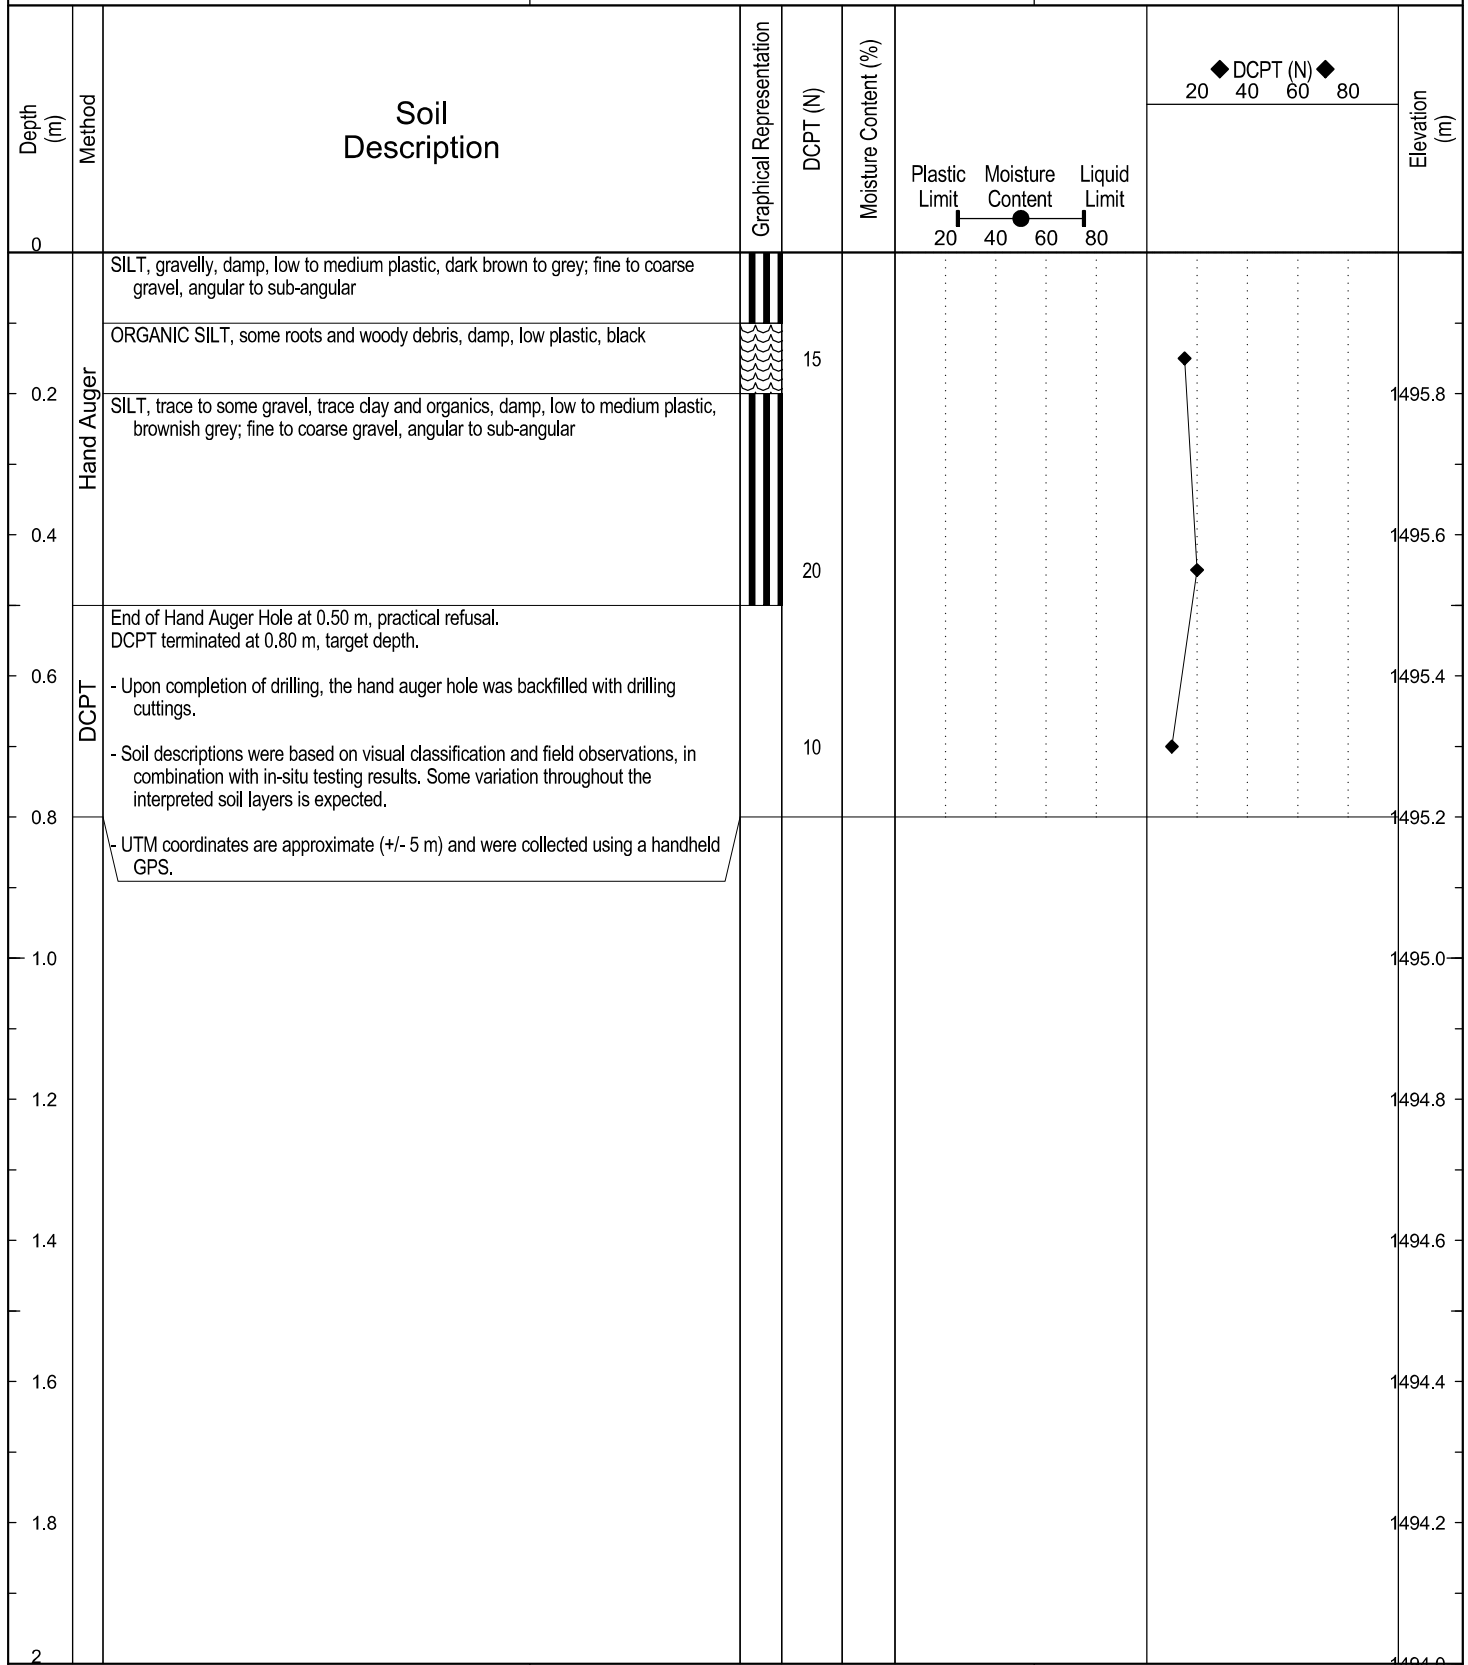 Depth
(m)
Method
Soil
Description
Graphical Representation
DCPT (N)
Moisture Content (%)
Plastic Moisture Liquid
Limit Content Limit
20 40 60 80
DCPT (N)
20 40 60 80
Elevation
(m)
0
Hand Auger
SILT, gravelly, damp, low to medium plastic, dark brown to grey; fine to coarse
gravel, angular to sub-angular
ORGANIC SILT, some roots and woody debris, damp, low plastic, black
15
0.2
1495.8
SILT, trace to some gravel, trace clay and organics, damp, low to medium plastic,
brownish grey; fine to coarse gravel, angular to sub-angular
0.4
1495.6
20
DCPT
End of Hand Auger Hole at 0.50 m, practical refusal.
DCPT terminated at 0.80 m, target depth.
0.6
1495.4
- Upon completion of drilling, the hand auger hole was backfilled with drilling
cuttings.
10
- Soil descriptions were based on visual classification and field observations, in
combination with in-situ testing results. Some variation throughout the
interpreted soil layers is expected.
0.8
1495.2
- UTM coordinates are approximate (+/- 5 m) and were collected using a handheld
GPS.
1.0
1495.0
1.2
1494.8
1.4
1494.6
1.6
1494.4
1.8
1494.2
2
1494.0